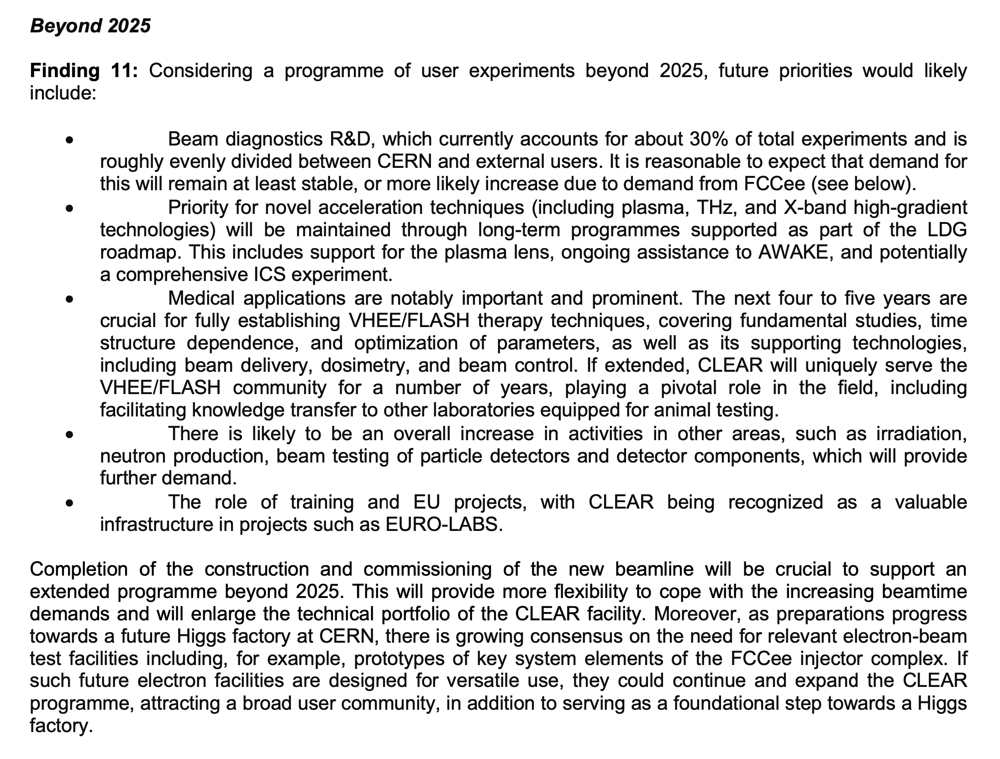 Beyond 2025
Finding 11: Considering a programme of user experiments beyond 2025, future priorities would likely
include:
• Beam diagnostics R&D, which currently accounts for about 30% of total experiments and is
roughly evenly divided between CERN and external users. It is reasonable to expect that demand for
this will remain at least stable, or more likely increase due to demand from FCCee (see below).
• Priority for novel acceleration techniques (including plasma, THz, and X-band high-gradient
technologies) will be maintained through long-term programmes supported as part of the LDG
roadmap. This includes support for the plasma lens, ongoing assistance to AWAKE, and potentially
a comprehensive ICS experiment.
• Medical applications are notably important and prominent. The next four to five years are
crucial for fully establishing VHEE/FLASH therapy techniques, covering fundamental studies, time
structure dependence, and optimization of parameters, as well as its supporting technologies,
including beam delivery, dosimetry, and beam control. If extended, CLEAR will uniquely serve the
VHEE/FLASH community for a number of years, playing a pivotal role in the field, including
facilitating knowledge transfer to other laboratories equipped for animal testing.
• There is likely to be an overall increase in activities in other areas, such as irradiation,
neutron production, beam testing of particle detectors and detector components, which will provide
further demand.
• The role of training and EU projects, with CLEAR being recognized as a valuable
infrastructure in projects such as EURO-LABS.
Completion of the construction and commissioning of the new beamline will be crucial to support an
extended programme beyond 2025. This will provide more flexibility to cope with the increasing beamtime
demands and will enlarge the technical portfolio of the CLEAR facility. Moreover, as preparations progress
towards a future Higgs factory at CERN, there is growing consensus on the need for relevant electron-beam
test facilities including, for example, prototypes of key system elements of the FCCee injector complex. If
such future electron facilities are designed for versatile use, they could continue and expand the CLEAR
programme, attracting a broad user community, in addition to serving as a foundational step towards a Higgs
factory.